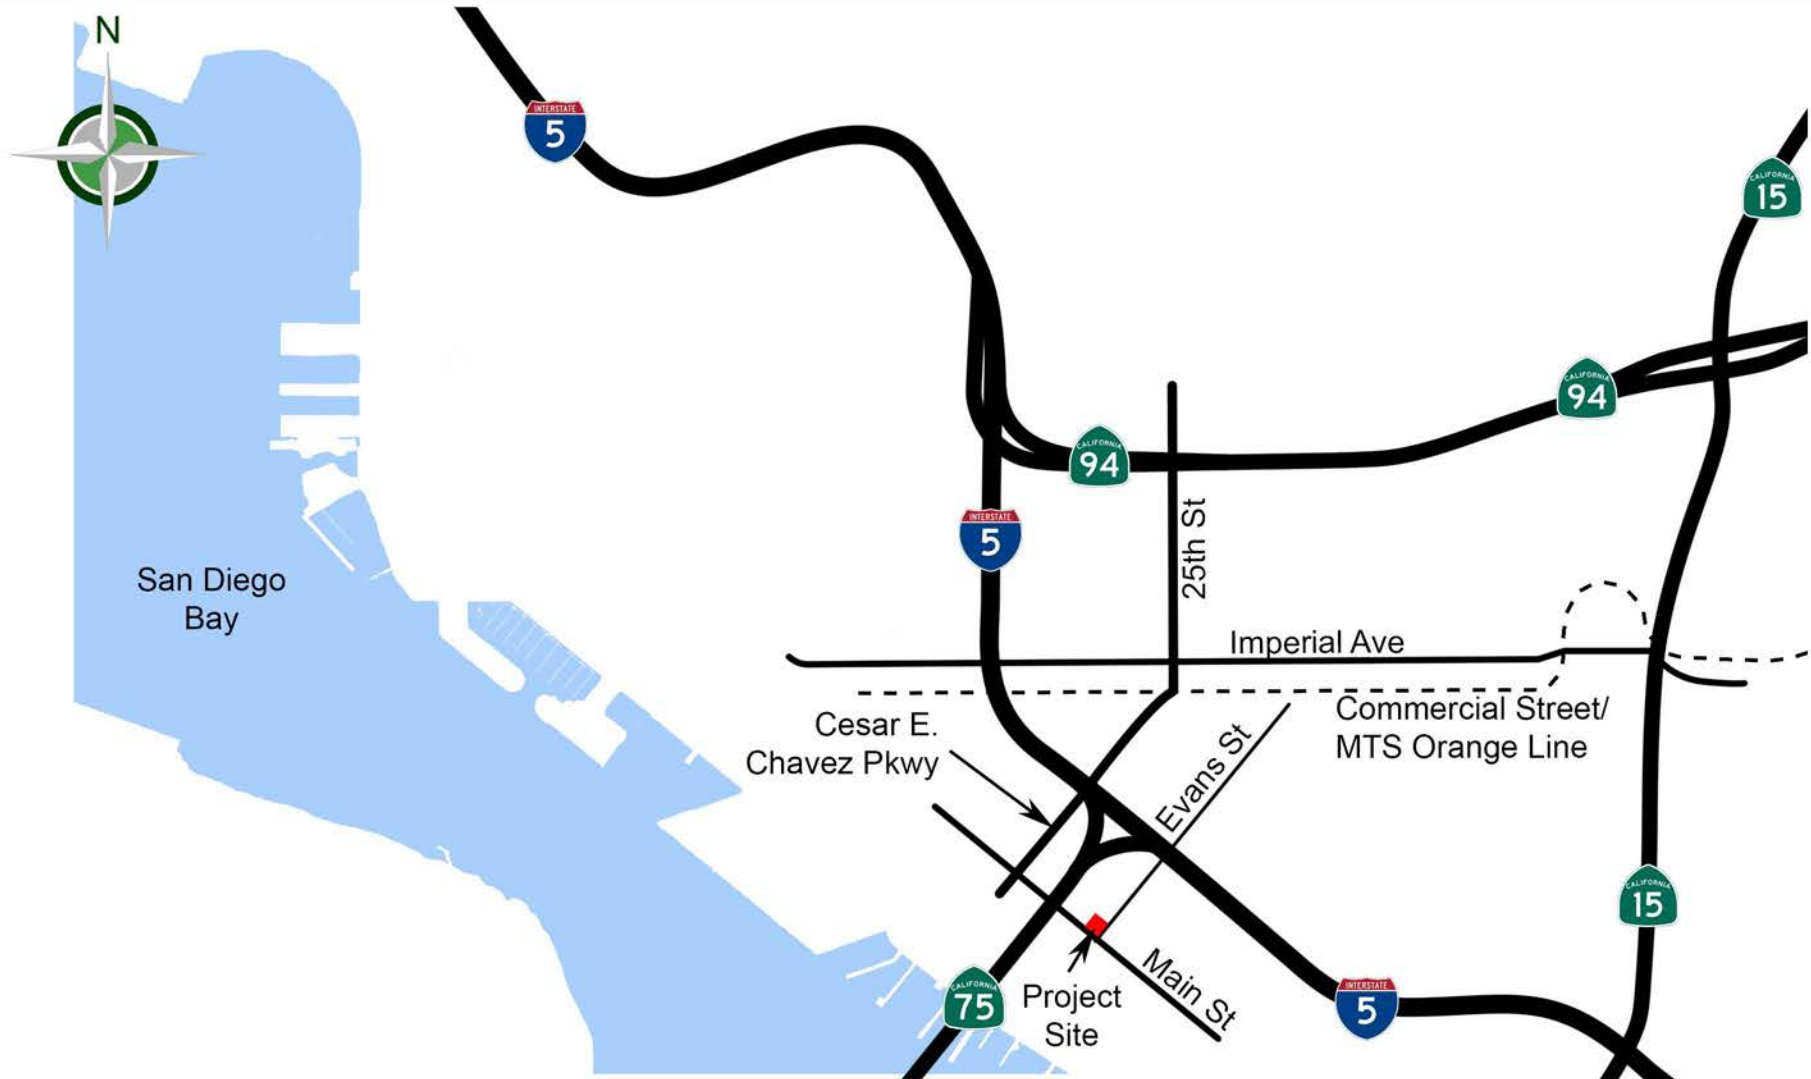 N
INTERSTATE
5
CALIFORNIA
15
CALIFORNIA
94
CALIFORNIA
94
INTERSTATE
5
25th St
San Diego
Bay
Imperial Ave
Commercial Street/
MTS Orange Line
Cesar E.
Chavez Pkwy
Evans St
CALIFORNIA
15
Main St
CALIFORNIA
75
Project
Site
INTERSTATE
5